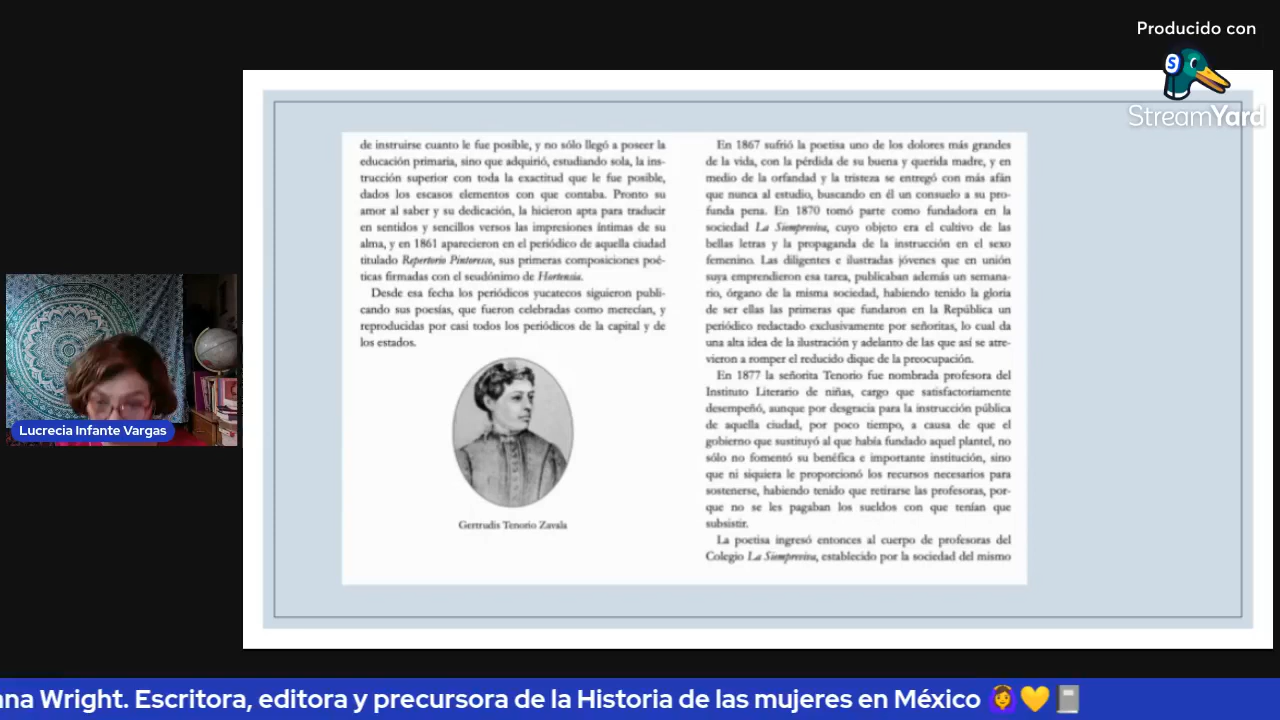 Producido con
StreamYard
de instruirse cuanto le fue posible, y no sólo llegó a poseer la
educación primaria, sino que adquirió, estudiando sola, la ins-
trucción superior con toda la exactitud que le fue posible,
dados los escasos elementos con que contaba. Pronto su
amor al saber y su dedicación, la hicieron apta para traducir
en sentidos y sencillos versos las impresiones íntimas de su
alma, y en 1861 aparecieron en el periódico de aquella ciudad
titulado Repertorio Pintoresco, sus primeras composiciones poé-
ticas firmadas con el seudónimo de Hortensia.
Desde esa fecha los periódicos yucatecos siguieron publi-
cando sus poesías, que fueron celebradas como merecían, y
reproducidas por casi todos los periódicos de la capital y de
los estados.
Gertrudis Tenorio Zavala
En 1867 sufrió la poetisa uno de los dolores más grandes
de la vida, con la pérdida de su buena y querida madre, y en
medio de la orfandad y la tristeza se entregó con más afán
que nunca al estudio, buscando en él un consuelo a su pro-
funda pena. En 1870 tomó parte como fundadora en la
sociedad La Siempreviva, cuyo objeto era el cultivo de las
bellas letras y la propaganda de la instrucción en el sexo
femenino. Las diligentes e ilustradas jóvenes que en unión
suya emprendieron esa tarea, publicaban además un semana-
rio, órgano de la misma sociedad, habiendo tenido la gloria
de ser ellas las primeras que fundaron en la República un
periódico redactado exclusivamente por señoritas, lo cual da
una alta idea de la ilustración y adelanto de las que así se atre-
vieron a romper el reducido dique de la preocupación.
En 1877 la señorita Tenorio fue nombrada profesora del
Instituto Literario de niñas, cargo que satisfactoriamente
desempeñó, aunque por desgracia para la instrucción pública
de aquella ciudad, por poco tiempo, a causa de que el
gobierno que sustituyó al que había fundado aquel plantel, no
sólo no fomentó su benéfica e importante institución, sino
que ni siquiera le proporcionó los recursos necesarios para
sostenerse, habiendo tenido que retirarse las profesoras, por-
que no se les pagaban los sueldos con que tenían que
subsistir.
La poetisa ingresó entonces al cuerpo de profesoras del
Colegio La Siempreviva, establecido por la sociedad del mismo
Lucrecia Infante Vargas
ana Wright. Escritora, editora y precursora de la Historia de las mujeres en México 🙆‍♀️💛📓